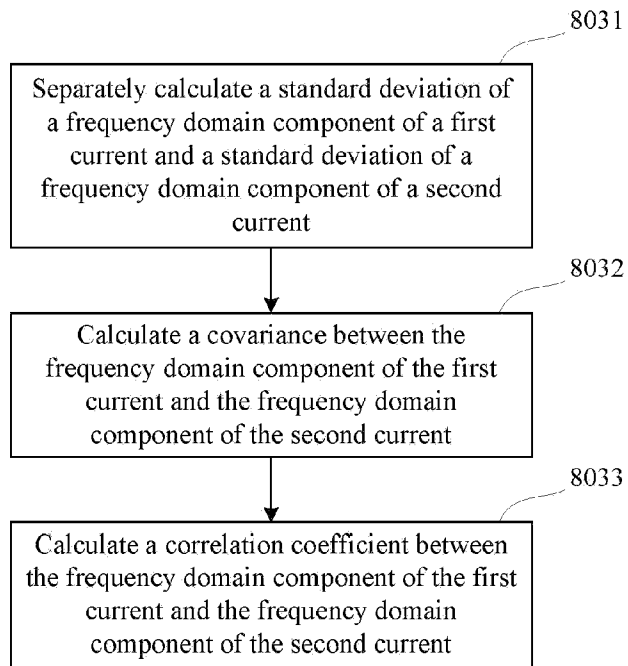 8031
Separately calculate a standard deviation of
a frequency domain component of a first
current and a standard deviation of a
frequency domain component of a second
current
8032
Calculate a covariance between the
frequency domain component of the first
current and the frequency domain
component of the second current
8033
Calculate a correlation coefficient between
the frequency domain component of the first
current and the frequency domain
component of the second current